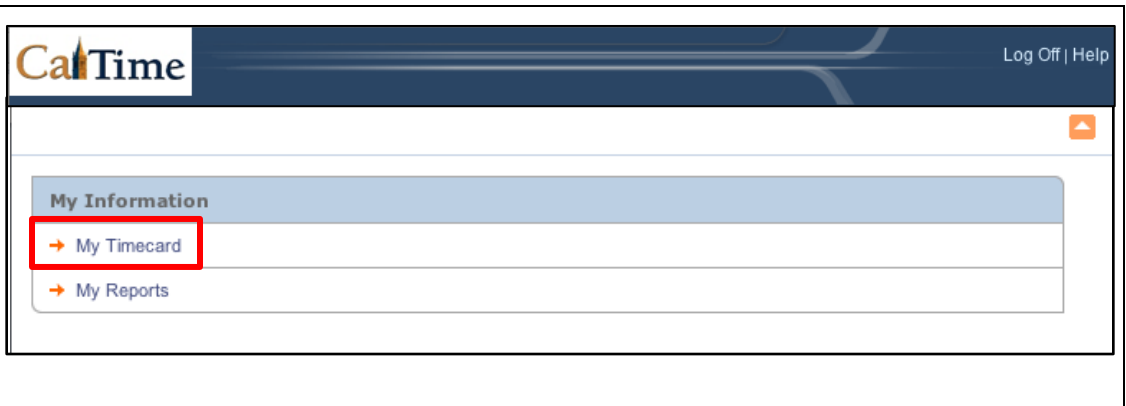 CalTime
Log Off | Help
My Information
My Timecard
My Reports